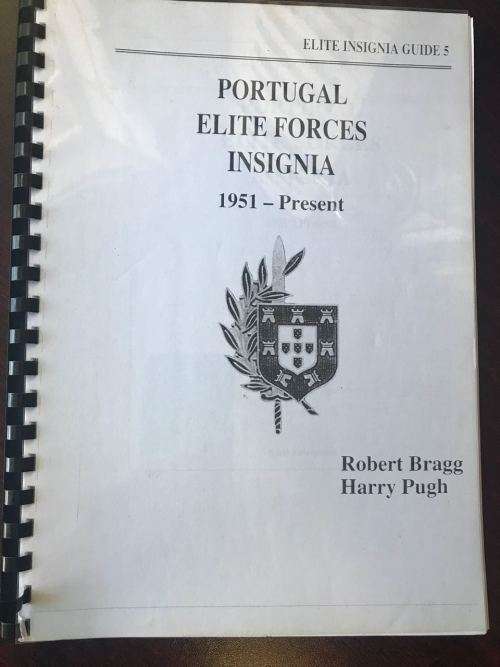 ELITE INSIGNIA GUIDE 5
PORTUGAL
ELITE FORCES
INSIGNIA
1951 – Present
Robert Bragg
Harry Pugh